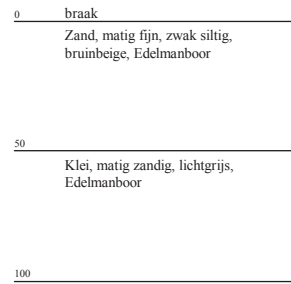 0 braak
Zand, matig fijn, zwak siltig,
bruinbeige, Edelmanboor
50
Klei, matig zandig, lichtgrijs,
Edelmanboor
100